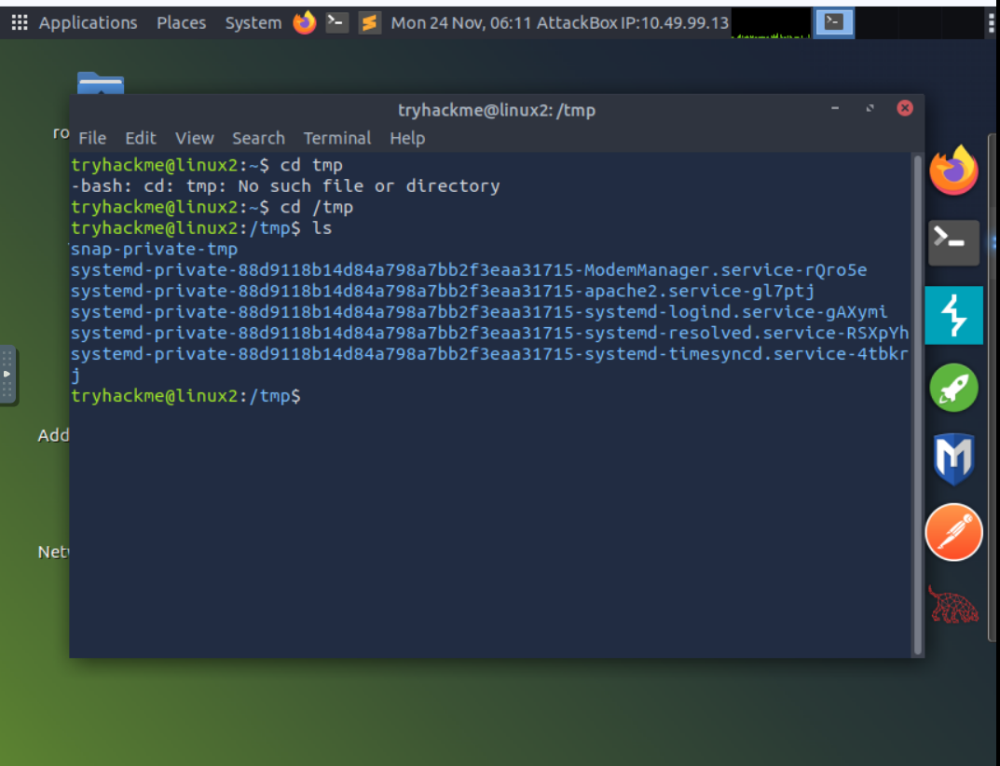 Applications Places System Mon 24 Nov, 06:11 AttackBox IP:10.49.99.13
tryhackme@linux2: /tmp
ro
File Edit View Search Terminal Help
tryhackme@linux2:~$ cd tmp
-bash: cd: tmp: No such file or directory
tryhackme@linux2:~$ cd /tmp
tryhackme@linux2:/tmp$ ls
snap-private-tmp
systemd-private-88d9118b14d84a798a7bb2f3eaa31715-ModemManager.service-rQro5e
systemd-private-88d9118b14d84a798a7bb2f3eaa31715-apache2.service-gl7ptj
systemd-private-88d9118b14d84a798a7bb2f3eaa31715-systemd-logind.service-gAXymi
systemd-private-88d9118b14d84a798a7bb2f3eaa31715-systemd-resolved.service-RSXpYh
systemd-private-88d9118b14d84a798a7bb2f3eaa31715-systemd-timesyncd.service-4tbkr
j
tryhackme@linux2:/tmp$
Add
Net